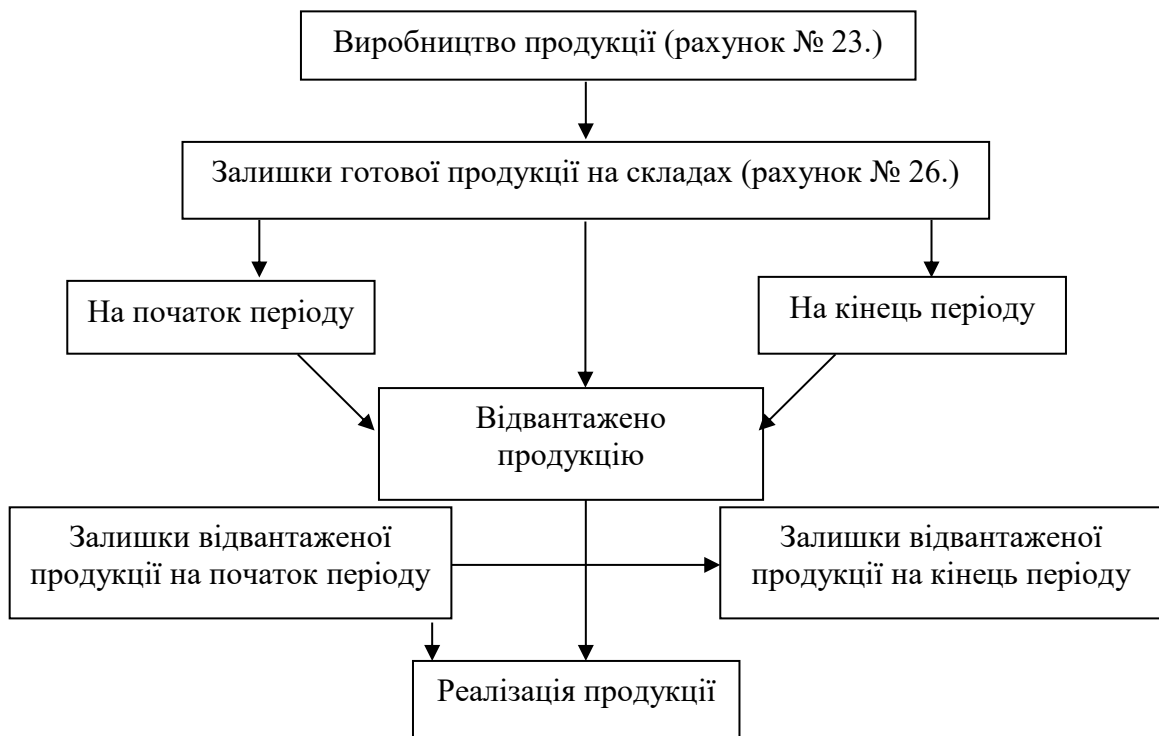 Виробництво продукції (рахунок № 23.)
Залишки готової продукції на складах (рахунок № 26.)
На початок періоду
На кінець періоду
Відвантажено
продукцію
Залишки відвантаженої
продукції на початок періоду
Залишки відвантаженої
продукції на кінець періоду
Реалізація продукції